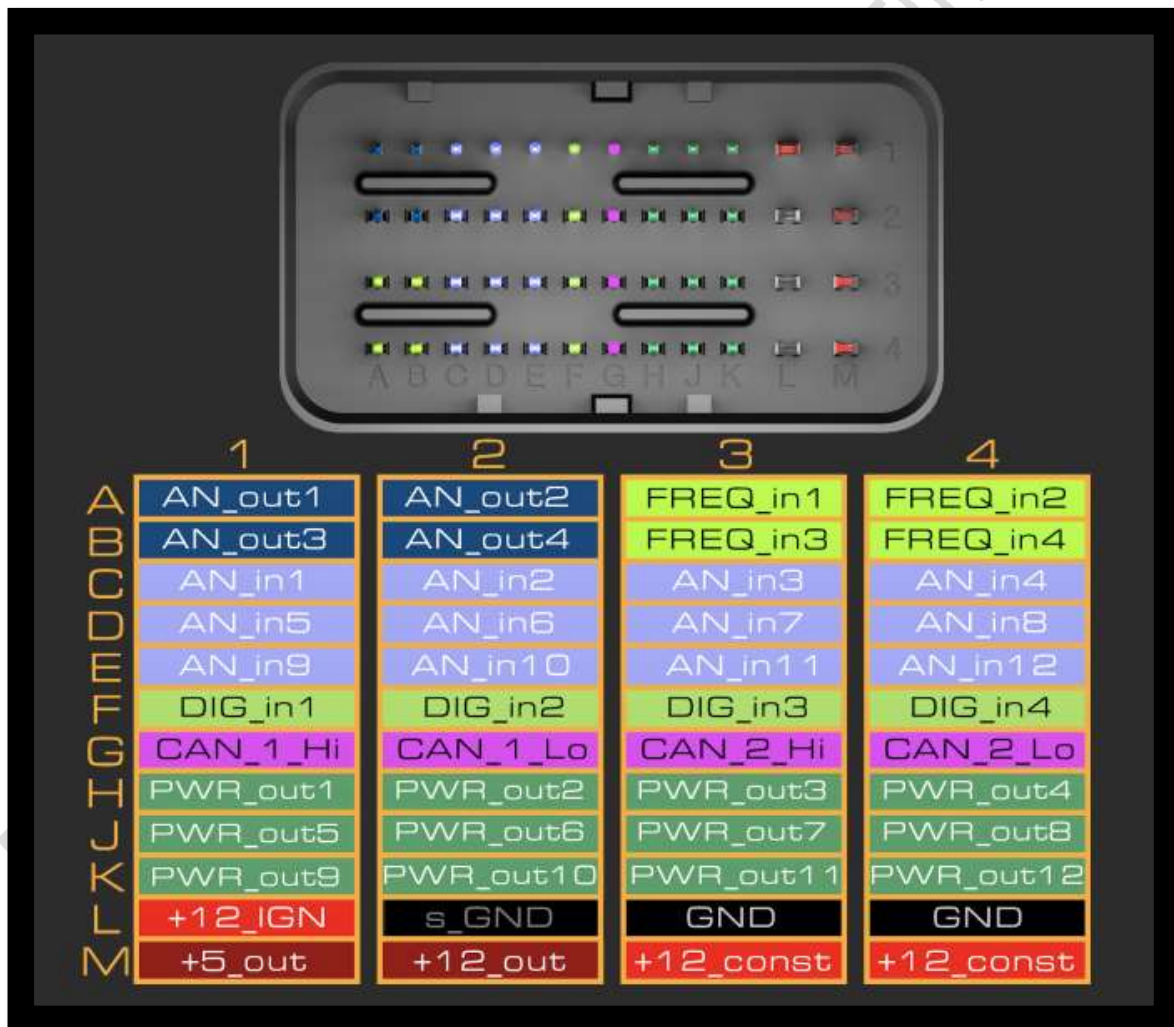 1
2
3
4
A B C D E F G H J K L M
1 2 3 4
A AN_out1 AN_out2 FREQ_in1 FREQ_in2
B AN_out3 AN_out4 FREQ_in3 FREQ_in4
C AN_in1 AN_in2 AN_in3 AN_in4
D AN_in5 AN_in6 AN_in7 AN_in8
E AN_in9 AN_in10 AN_in11 AN_in12
F DIG_in1 DIG_in2 DIG_in3 DIG_in4
G CAN_1_Hi CAN_1_Lo CAN_2_Hi CAN_2_Lo
H PWR_out1 PWR_out2 PWR_out3 PWR_out4
J PWR_out5 PWR_out6 PWR_out7 PWR_out8
K PWR_out9 PWR_out10 PWR_out11 PWR_out12
L +12_IGN s_GND GND GND
M +5_out +12_out +12_const +12_const